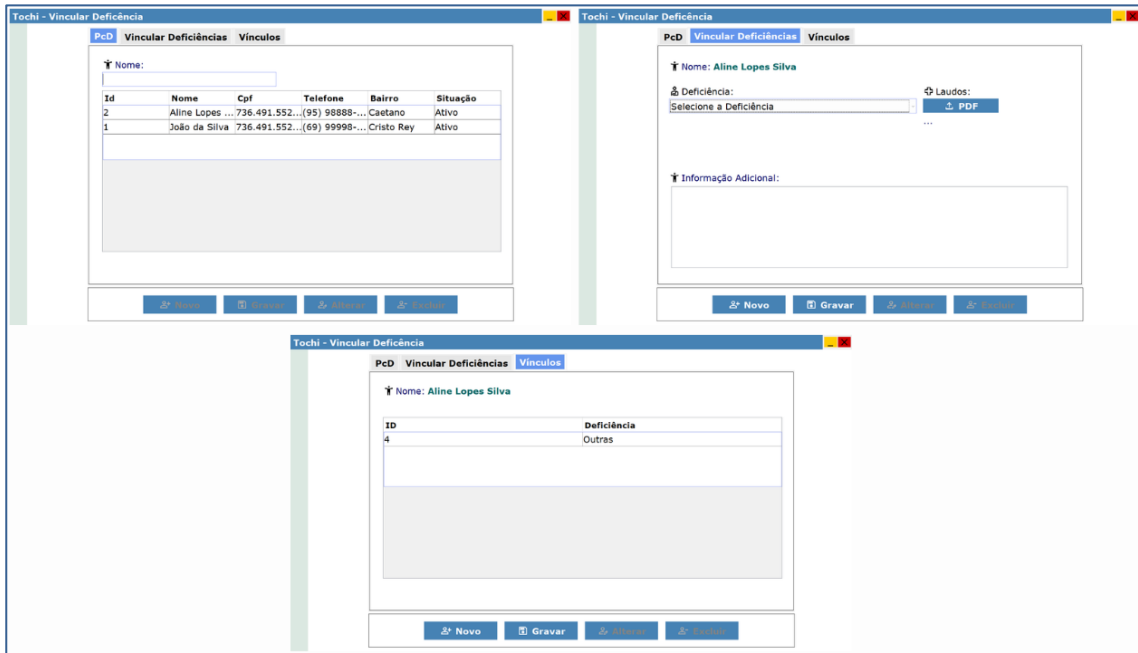 Tochi - Vincular Deficência
PcD Vincular Deficiências Vínculos
Nome:
Id Nome Cpf Telefone Bairro Situação
2 Aline Lopes ... 736.491.552... (95) 98888-... Caetano Ativo
1 João da Silva 736.491.552... (69) 99998-... Cristo Rey Ativo
Novo Gravar Alterar Excluir
Tochi - Vincular Deficência
PcD Vincular Deficiências Vínculos
Nome: Aline Lopes Silva
Deficiência: Laudos:
Selecione a Deficiência PDF
...
Informação Adicional:
Novo Gravar Alterar Excluir
Tochi - Vincular Deficência
PcD Vincular Deficiências Vínculos
Nome: Aline Lopes Silva
ID Deficiência
4 Outras
Novo Gravar Alterar Excluir